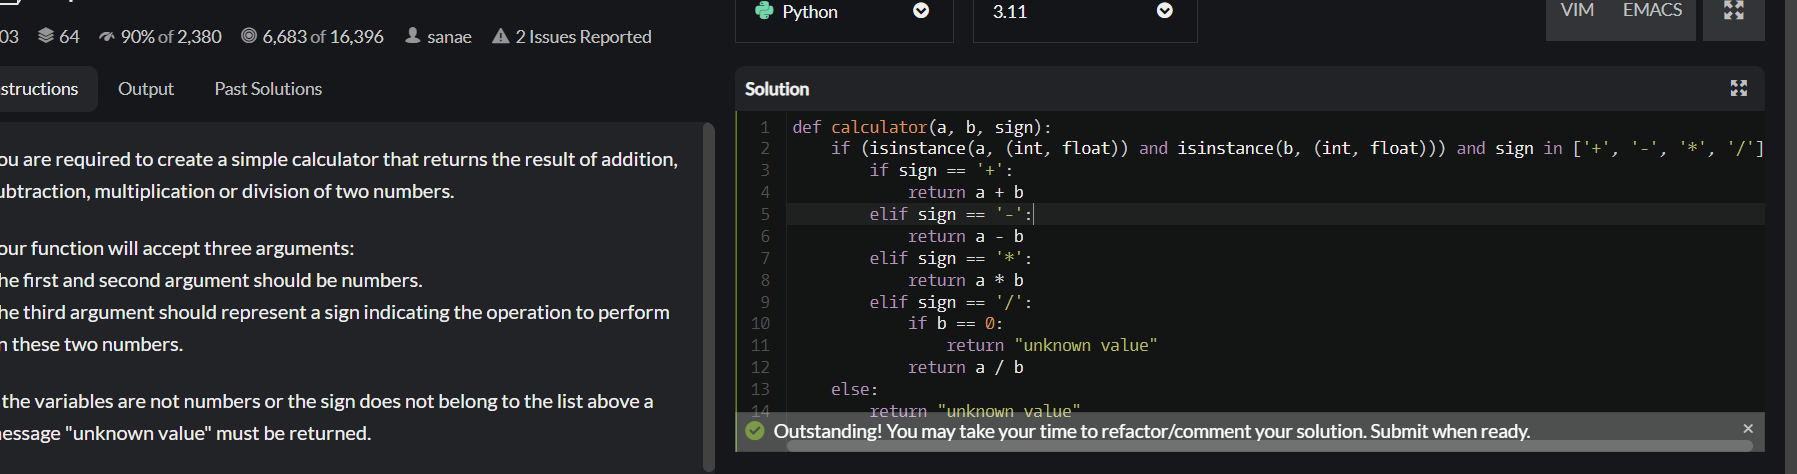 Python
3.11
VIM EMACS
03 64 90% of 2,380 6,683 of 16,396 sanae 2 Issues Reported
structions Output Past Solutions
Solution
ou are required to create a simple calculator that returns the result of addition,
ubtraction, multiplication or division of two numbers.
our function will accept three arguments:
he first and second argument should be numbers.
he third argument should represent a sign indicating the operation to perform
n these two numbers.
the variables are not numbers or the sign does not belong to the list above a
essage "unknown value" must be returned.
1 def calculator(a, b, sign):
2 if (isinstance(a, (int, float)) and isinstance(b, (int, float))) and sign in ['+', '-', '*', '/']
3 if sign == '+':
4 return a + b
5 elif sign == '-':
6 return a - b
7 elif sign == '*':
8 return a * b
9 elif sign == '/':
10 if b == 0:
11 return "unknown value"
12 return a / b
13 else:
14 return "unknown value"
Outstanding! You may take your time to refactor/comment your solution. Submit when ready. ×